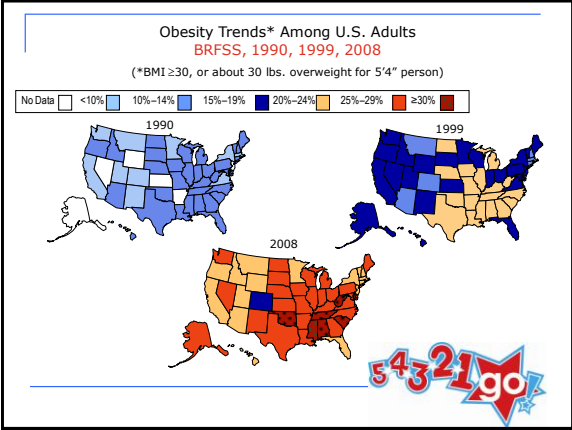 Obesity Trends* Among U.S. Adults
BRFSS, 1990, 1999, 2008
(*BMI ≥30, or about 30 lbs. overweight for 5’4” person)
No Data <10% 10%–14% 15%–19% 20%–24% 25%–29% ≥30%
1990
1999
2008
54321go!